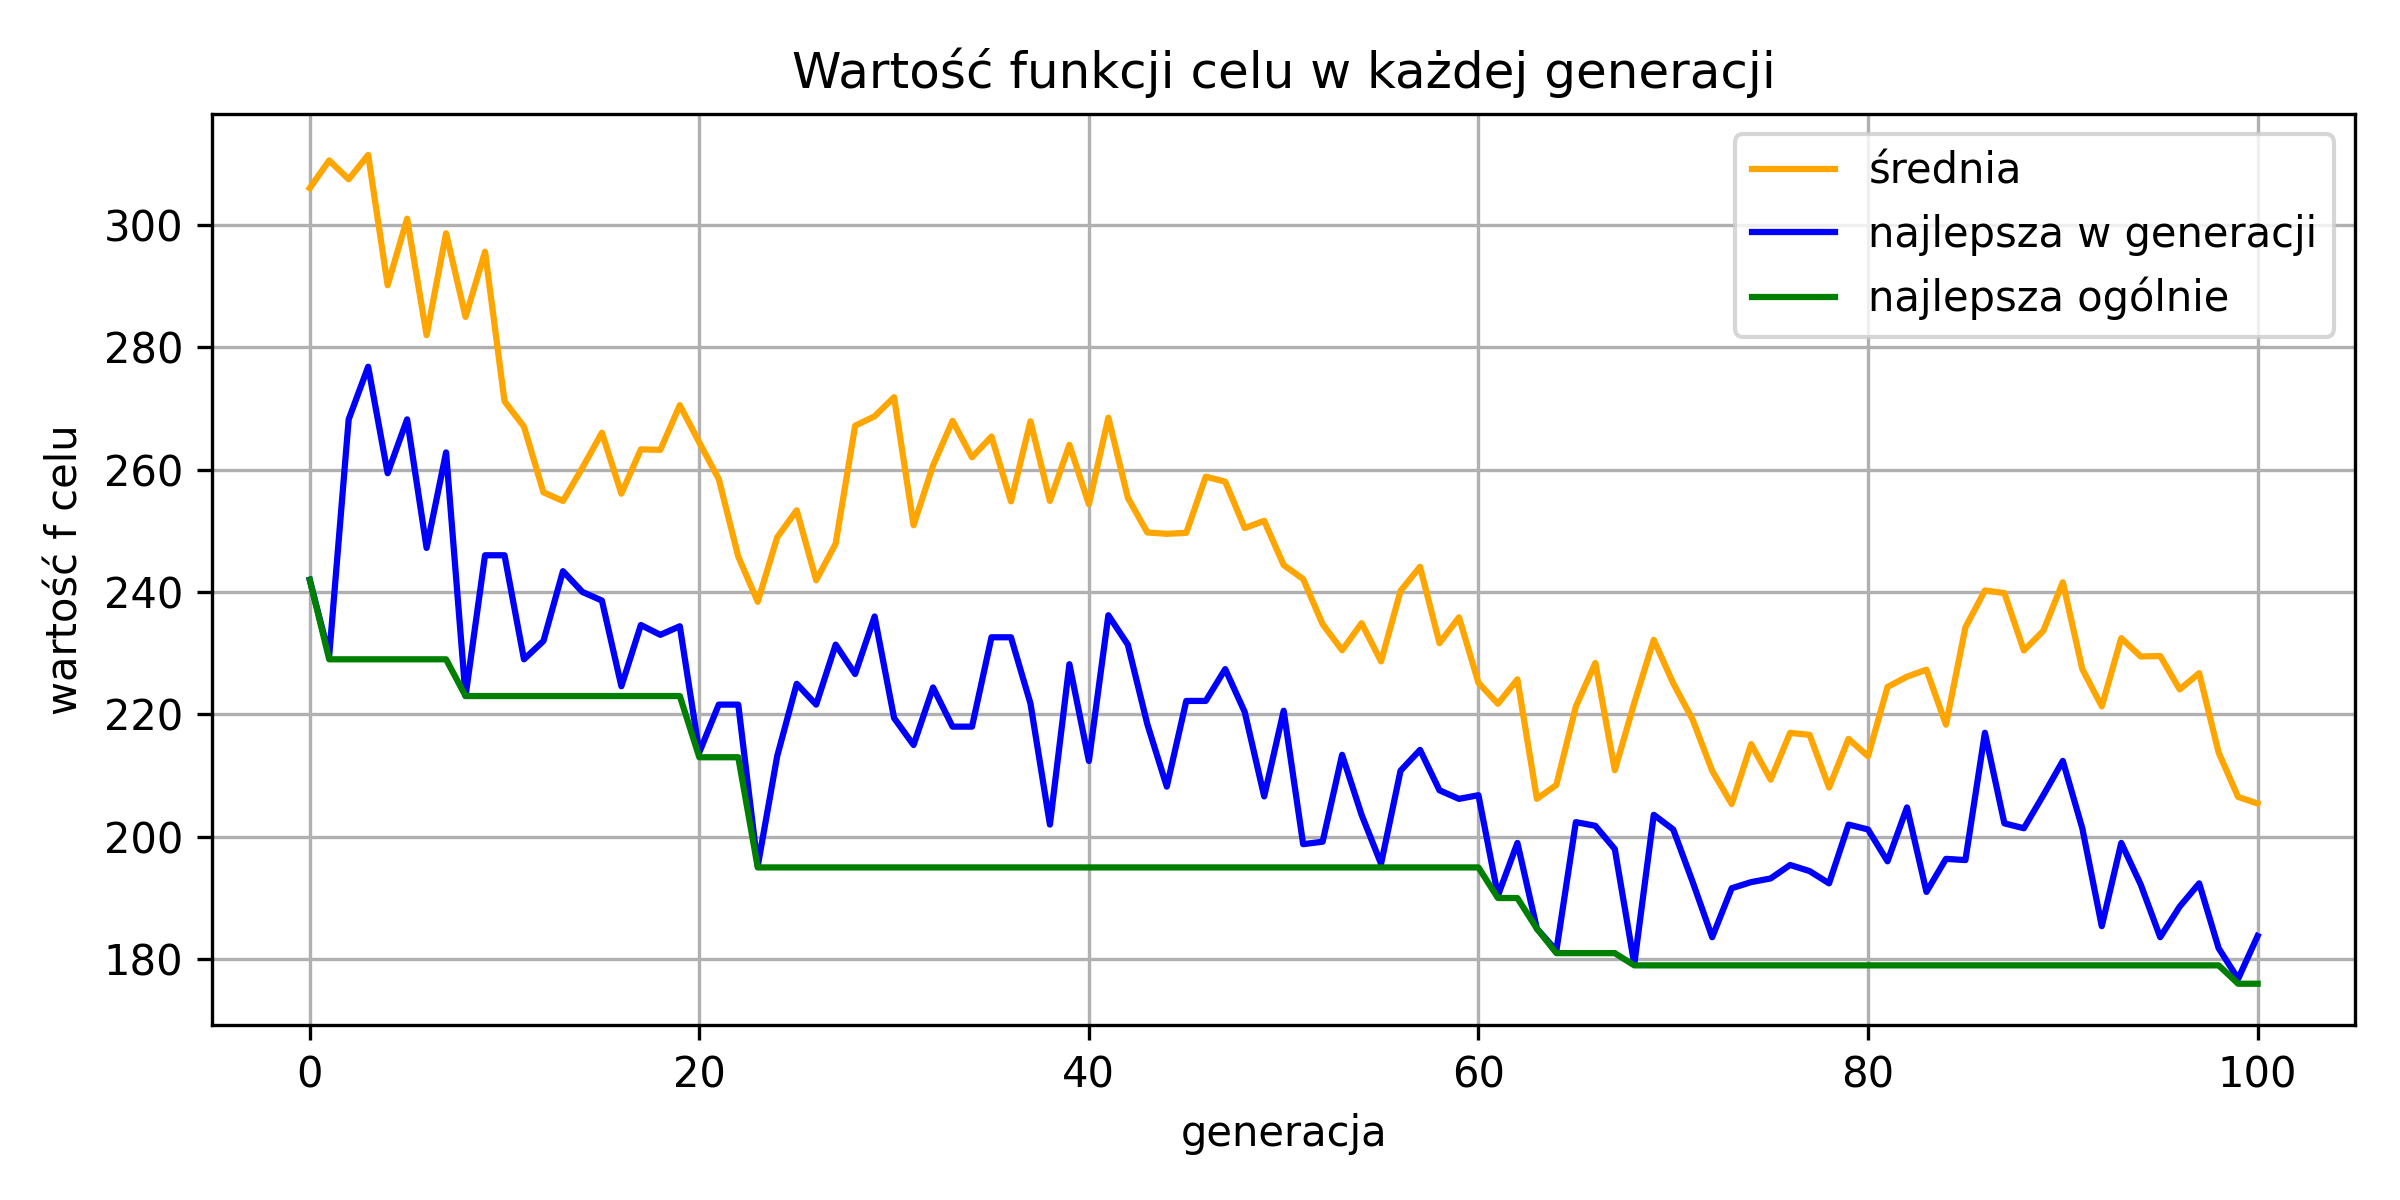 Wartość funkcji celu w każdej generacji
średnia
najlepsza w generacji
najlepsza ogólnie
wartość f celu
300
280
260
240
220
200
180
0 20 40 60 80 100
generacja